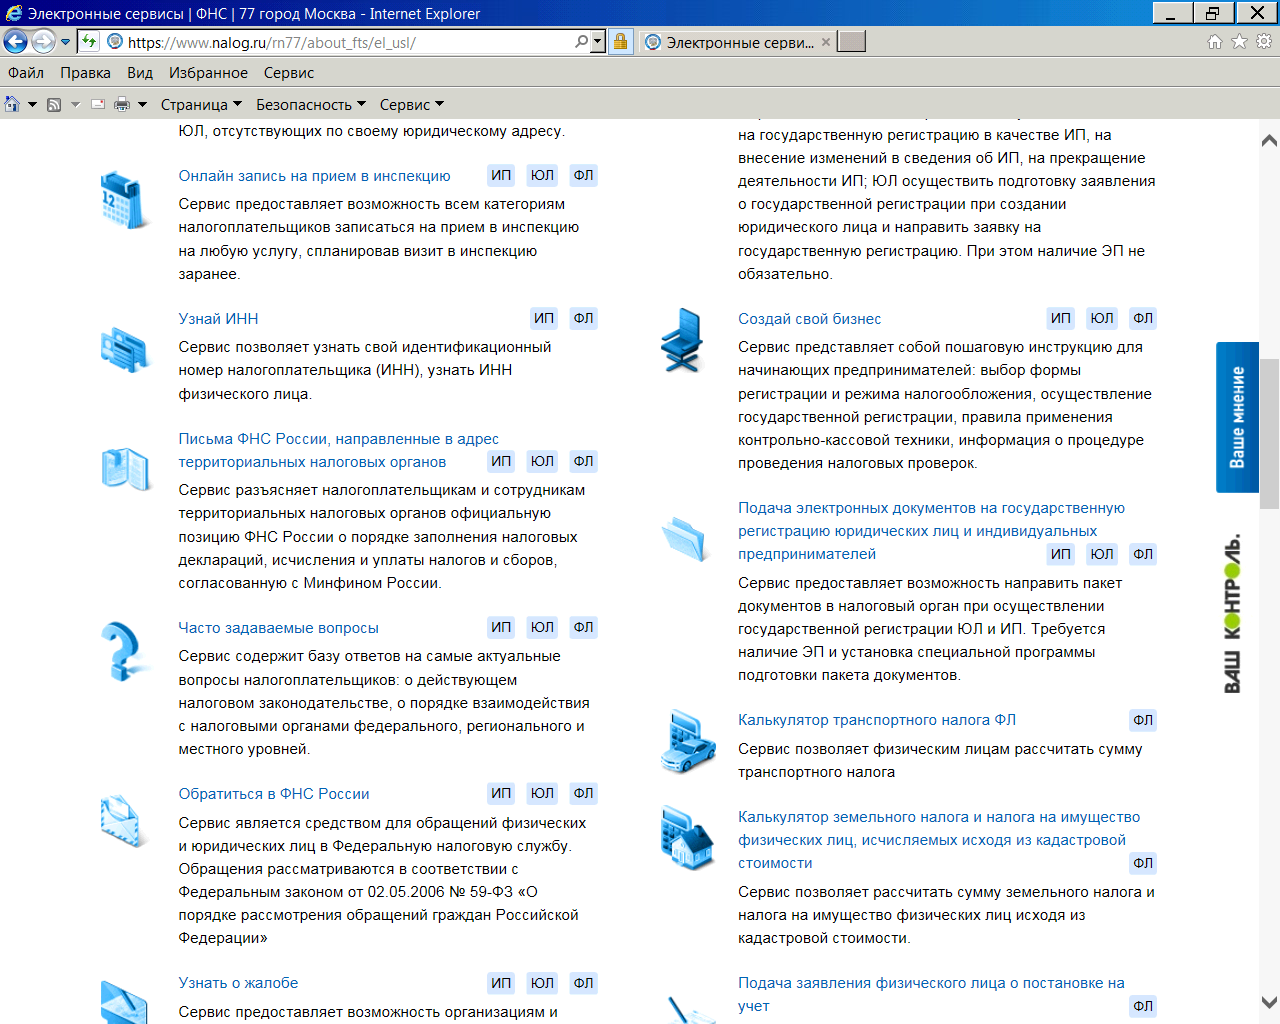 Электронные сервисы | ФНС | 77 город Москва - Internet Explorer
https://www.nalog.ru/rn77/about_fts/el_usl/
Электронные серви...
Файл Правка Вид Избранное Сервис
Страница Безопасность Сервис
ЮЛ, отсутствующих по своему юридическому адресу.
12
Онлайн запись на прием в инспекцию ИП ЮЛ ФЛ
Сервис предоставляет возможность всем категориям
налогоплательщиков записаться на прием в инспекцию
на любую услугу, спланировав визит в инспекцию
заранее.
Узнай ИНН ИП ФЛ
Сервис позволяет узнать свой идентификационный
номер налогоплательщика (ИНН), узнать ИНН
физического лица.
Письма ФНС России, направленные в адрес
территориальных налоговых органов ИП ЮЛ ФЛ
Сервис разъясняет налогоплательщикам и сотрудникам
территориальных налоговых органов официальную
позицию ФНС России о порядке заполнения налоговых
деклараций, исчисления и уплаты налогов и сборов,
согласованную с Минфином России.
Часто задаваемые вопросы ИП ЮЛ ФЛ
Сервис содержит базу ответов на самые актуальные
вопросы налогоплательщиков: о действующем
налоговом законодательстве, о порядке взаимодействия
с налоговыми органами федерального, регионального и
местного уровней.
Обратиться в ФНС России ИП ЮЛ ФЛ
Сервис является средством для обращений физических
и юридических лиц в Федеральную налоговую службу.
Обращения рассматриваются в соответствии с
Федеральным законом от 02.05.2006 № 59-ФЗ «О
порядке рассмотрения обращений граждан Российской
Федерации»
Узнать о жалобе ИП ЮЛ ФЛ
Сервис предоставляет возможность организациям и
на государственную регистрацию в качестве ИП, на
внесение изменений в сведения об ИП, на прекращение
деятельности ИП; ЮЛ осуществить подготовку заявления
о государственной регистрации при создании
юридического лица и направить заявку на
государственную регистрацию. При этом наличие ЭП не
обязательно.
Создай свой бизнес ИП ЮЛ ФЛ
Сервис представляет собой пошаговую инструкцию для
начинающих предпринимателей: выбор формы
регистрации и режима налогообложения, осуществление
государственной регистрации, правила применения
контрольно-кассовой техники, информация о процедуре
проведения налоговых проверок.
Подача электронных документов на государственную
регистрацию юридических лиц и индивидуальных
предпринимателей ИП ЮЛ ФЛ
Сервис предоставляет возможность направить пакет
документов в налоговый орган при осуществлении
государственной регистрации ЮЛ и ИП. Требуется
наличие ЭП и установка специальной программы
подготовки пакета документов.
Калькулятор транспортного налога ФЛ ФЛ
Сервис позволяет физическим лицам рассчитать сумму
транспортного налога
Калькулятор земельного налога и налога на имущество
физических лиц, исчисляемых исходя из кадастровой
стоимости ФЛ
Сервис позволяет рассчитать сумму земельного налога и
налога на имущество физических лиц исходя из
кадастровой стоимости.
Подача заявления физического лица о постановке на
учет ФЛ
Ваше мнение
ВАШ КОНТРОЛЬ.